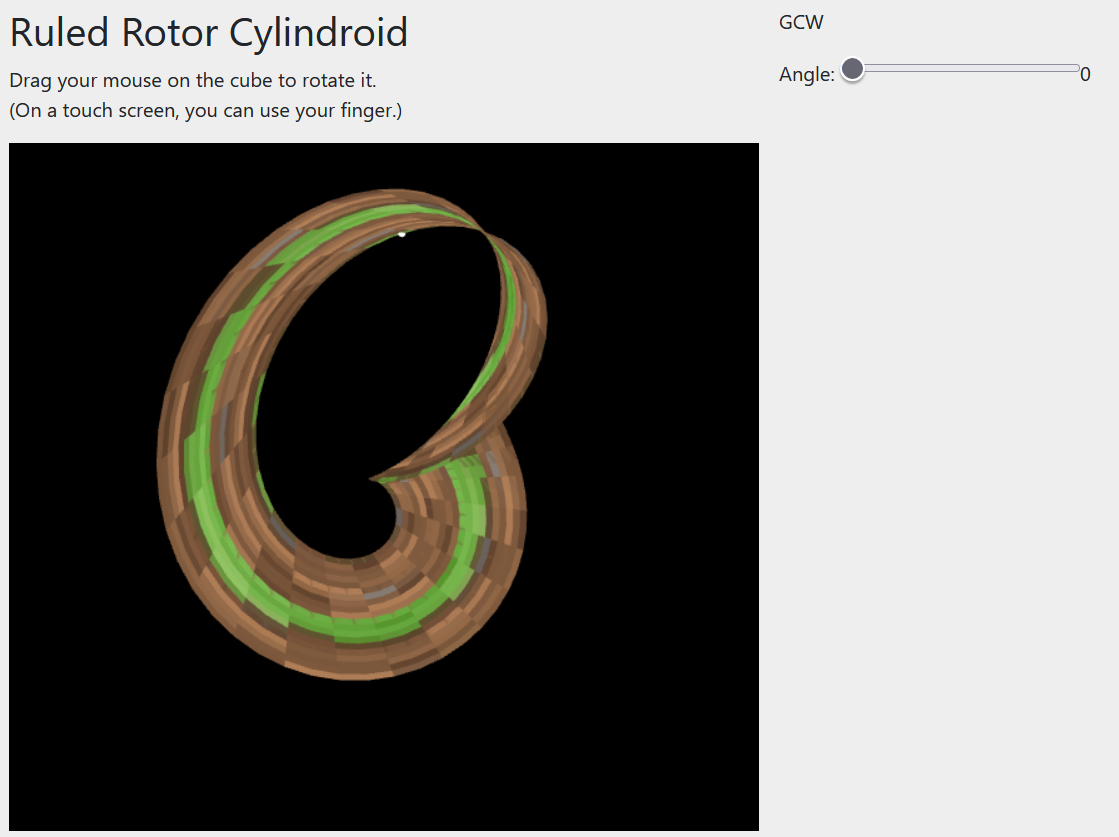 Ruled Rotor Cylindroid
Drag your mouse on the cube to rotate it.
(On a touch screen, you can use your finger.)
GCW
Angle: 0